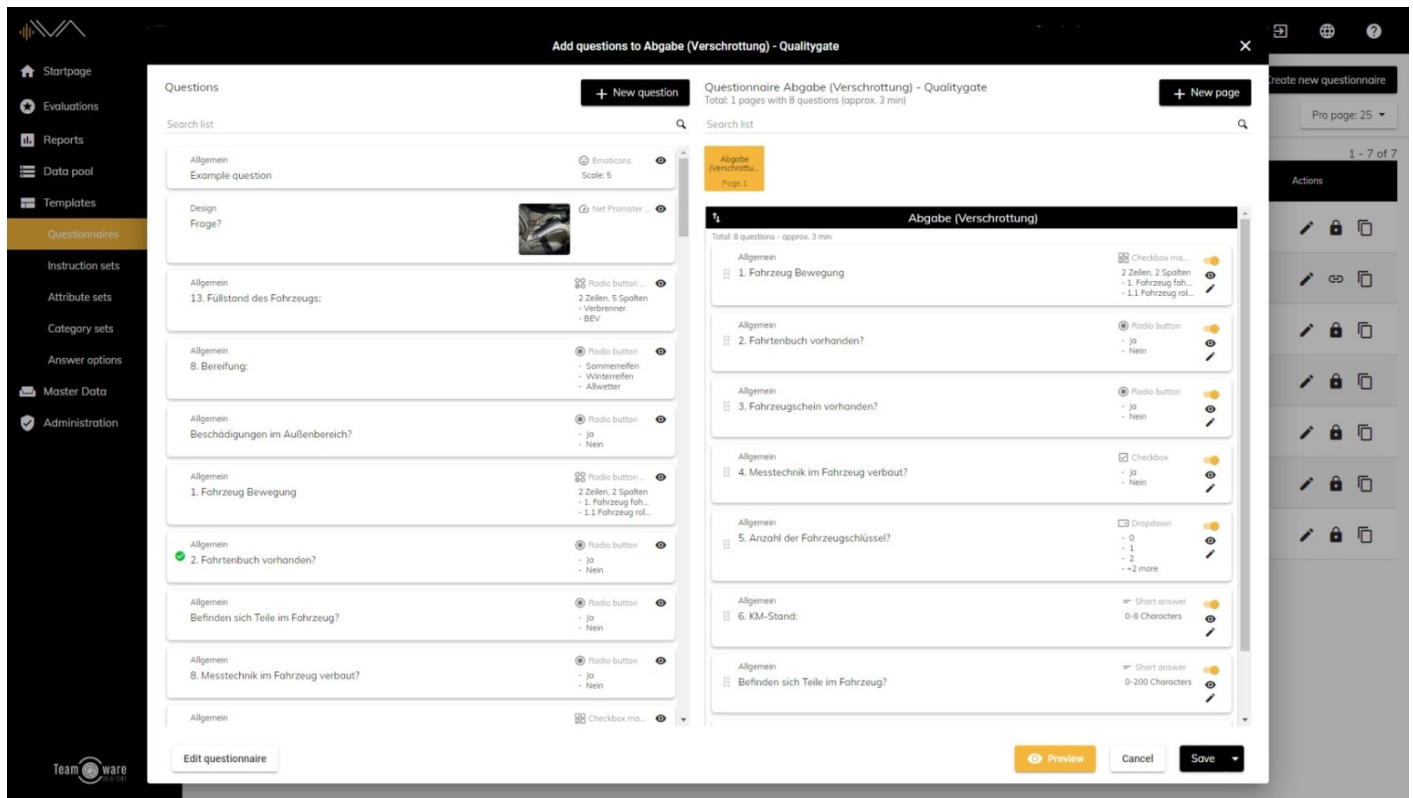 Add questions to Abgabe (Verschrottung) - Qualitygate
Startpage
Evaluations
Reports
Data pool
Templates
Questionnaires
Instruction sets
Attribute sets
Category sets
Answer options
Master Data
Administration
Team ware
Questions
+ New question
Search list
Allgemein
Example question
Emoticons
Scale: 5
Design
Frage?
Net Promoter ...
Allgemein
13. Füllstand des Fahrzeugs:
Radio button ...
2 Zeilen, 5 Spalten
- Verbrenner
- BEV
Allgemein
8. Bereifung:
Radio button
- Sommerreifen
- Winterreifen
- Allwetter
Allgemein
Beschädigungen im Außenbereich?
Radio button
- Ja
- Nein
Allgemein
1. Fahrzeug Bewegung
Radio button ...
2 Zeilen, 2 Spalten
- 1. Fahrzeug fah...
- 1.1 Fahrzeug rol...
Allgemein
2. Fahrtenbuch vorhanden?
Radio button
- Ja
- Nein
Allgemein
Befinden sich Teile im Fahrzeug?
Radio button
- Ja
- Nein
Allgemein
8. Messtechnik im Fahrzeug verbaut?
Radio button
- Ja
- Nein
Allgemein
Checkbox ma...
Edit questionnaire
Questionnaire Abgabe (Verschrottung) - Qualitygate
Total: 1 pages with 8 questions (approx. 3 min)
+ New page
Search list
Abgabe
(Verschrottu...
Page 1
Abgabe (Verschrottung)
Total: 8 questions - approx. 3 min
Allgemein
1. Fahrzeug Bewegung
Checkbox ma...
2 Zeilen, 2 Spalten
- 1. Fahrzeug fah...
- 1.1 Fahrzeug rol...
Allgemein
2. Fahrtenbuch vorhanden?
Radio button
- Ja
- Nein
Allgemein
3. Fahrzeugschein vorhanden?
Radio button
- Ja
- Nein
Allgemein
4. Messtechnik im Fahrzeug verbaut?
Checkbox
- Ja
- Nein
Allgemein
5. Anzahl der Fahrzeugschlüssel?
Dropdown
- 0
- 1
- 2
- +2 more
Allgemein
6. KM-Stand:
Short answer
0-8 Characters
Allgemein
Befinden sich Teile im Fahrzeug?
Short answer
0-200 Characters
Preview
Cancel
Save
Create new questionnaire
Pro page: 25
1 - 7 of 7
Actions